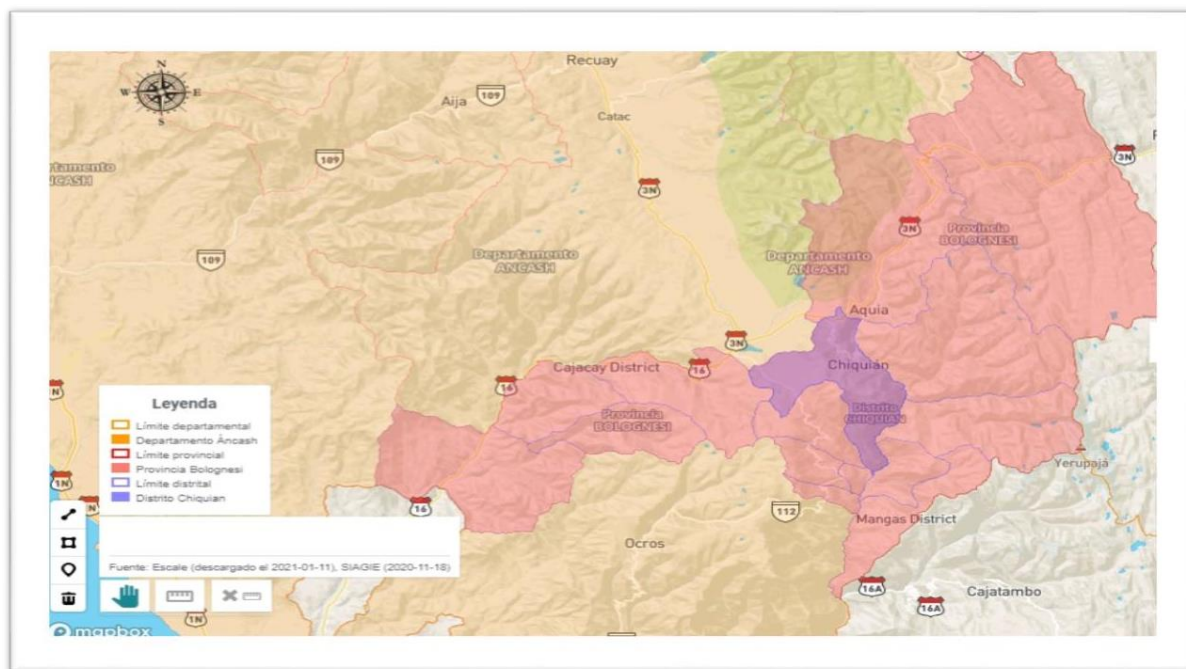 N
W
E
S
Recuay
Aija
109
Catac
109
3N
3N
Departamento
ANCASH
109
3N
Provincia
BOLOGNESI
Departamento
ANCASH
Departamento
ANCASH
Aquia
3N
Cajacay District
16
Chiquián
N
16
Provincia
BOLOGNESI
Distrito
CHIQUIAN
Leyenda
Límite departamental
Departamento Áncash
Límite provincial
Provincia Bolognesi
Límite distrital
Distrito Chiquian
Yerupajá
1N
N
16
112
Mangas District
Ocros
Fuente: Escale (descargado el 2021-01-11), SIAGIE (2020-11-18)
16A
Cajatambo
16A
1N
mapbox